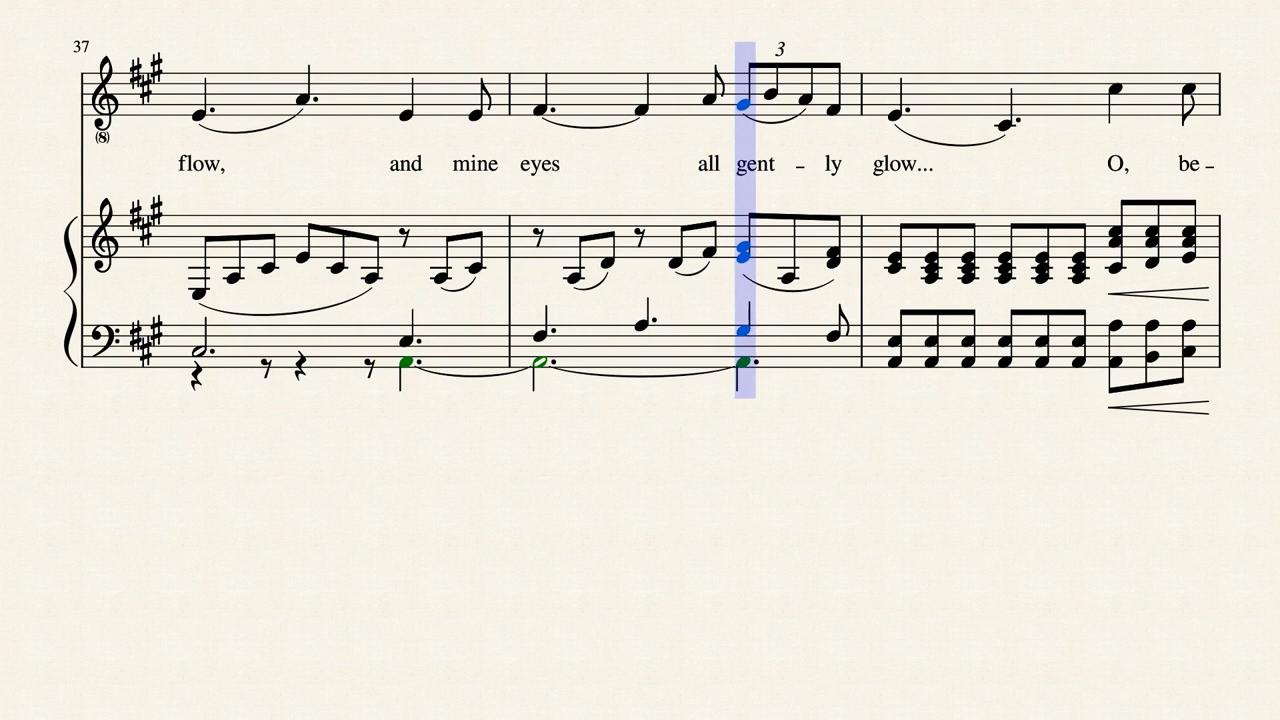 37
3
(8)
flow, and mine eyes all gent – ly glow... O, be –